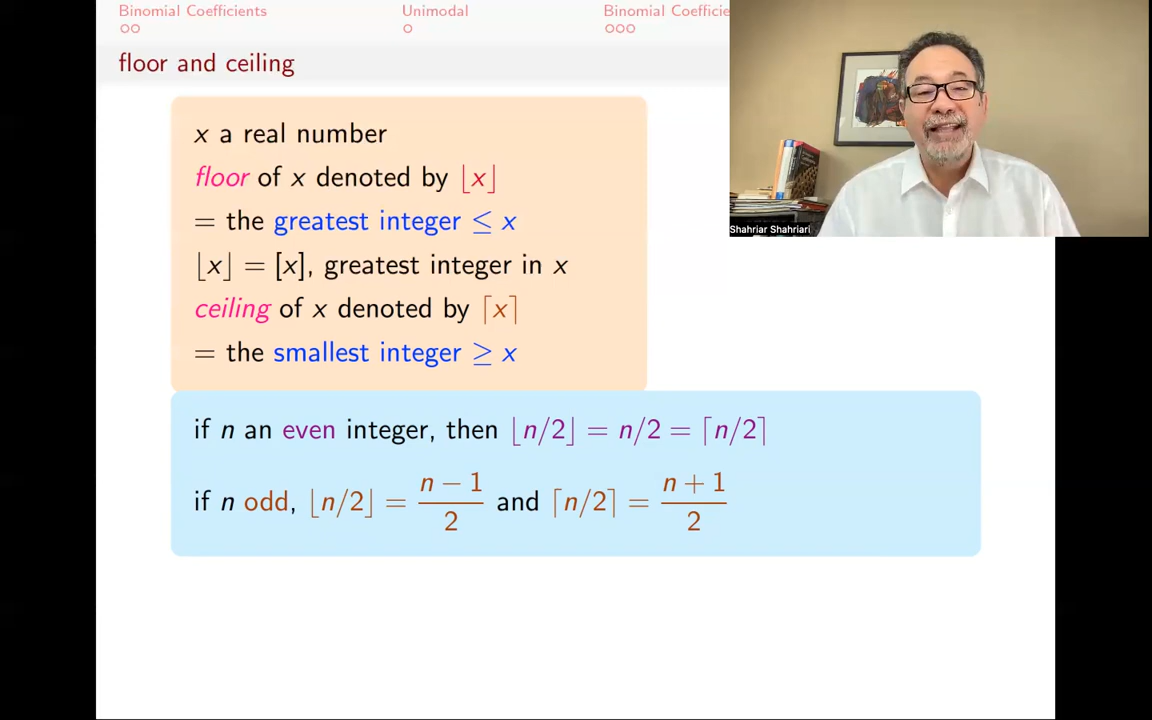 Binomial Coefficients Unimodal Binomial Coefficie
floor and ceiling
x a real number
floor of x denoted by ⌊x⌋
= the greatest integer ≤ x
⌊x⌋ = [x], greatest integer in x
ceiling of x denoted by ⌈x⌉
= the smallest integer ≥ x
if n an even integer, then ⌊n/2⌋ = n/2 = ⌈n/2⌉
if n odd, ⌊n/2⌋ = (n − 1)/2 and ⌈n/2⌉ = (n + 1)/2
Shahriar Shahriari